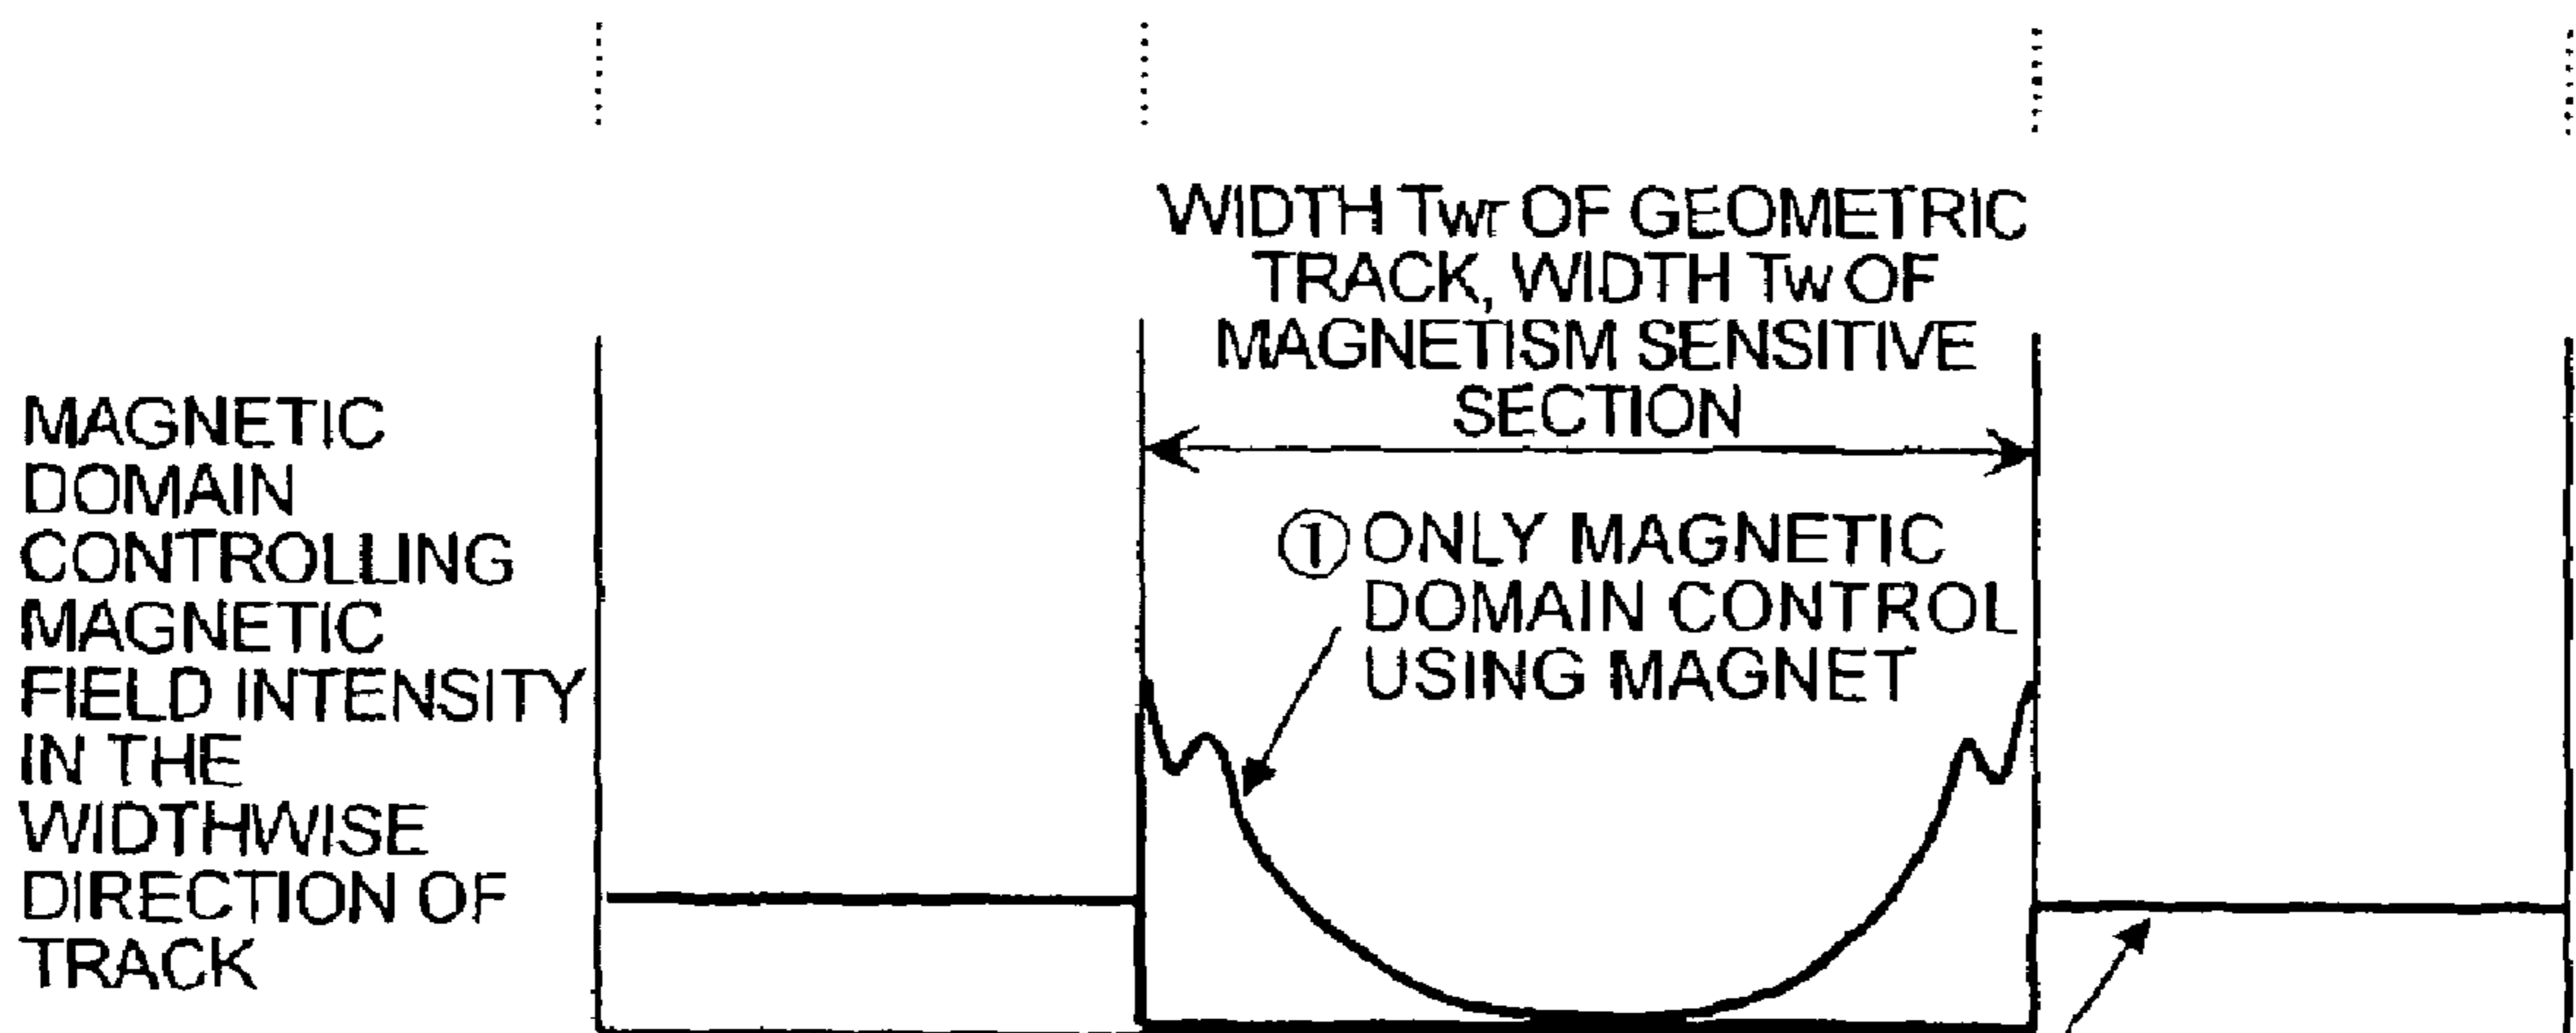 WIDTH Twr OF GEOMETRIC
TRACK, WIDTH Tw OF
MAGNETISM SENSITIVE
SECTION
MAGNETIC
DOMAIN
CONTROLLING
MAGNETIC
FIELD INTENSITY
IN THE
WIDTHWISE
DIRECTION OF
TRACK
① ONLY MAGNETIC
DOMAIN CONTROL
USING MAGNET